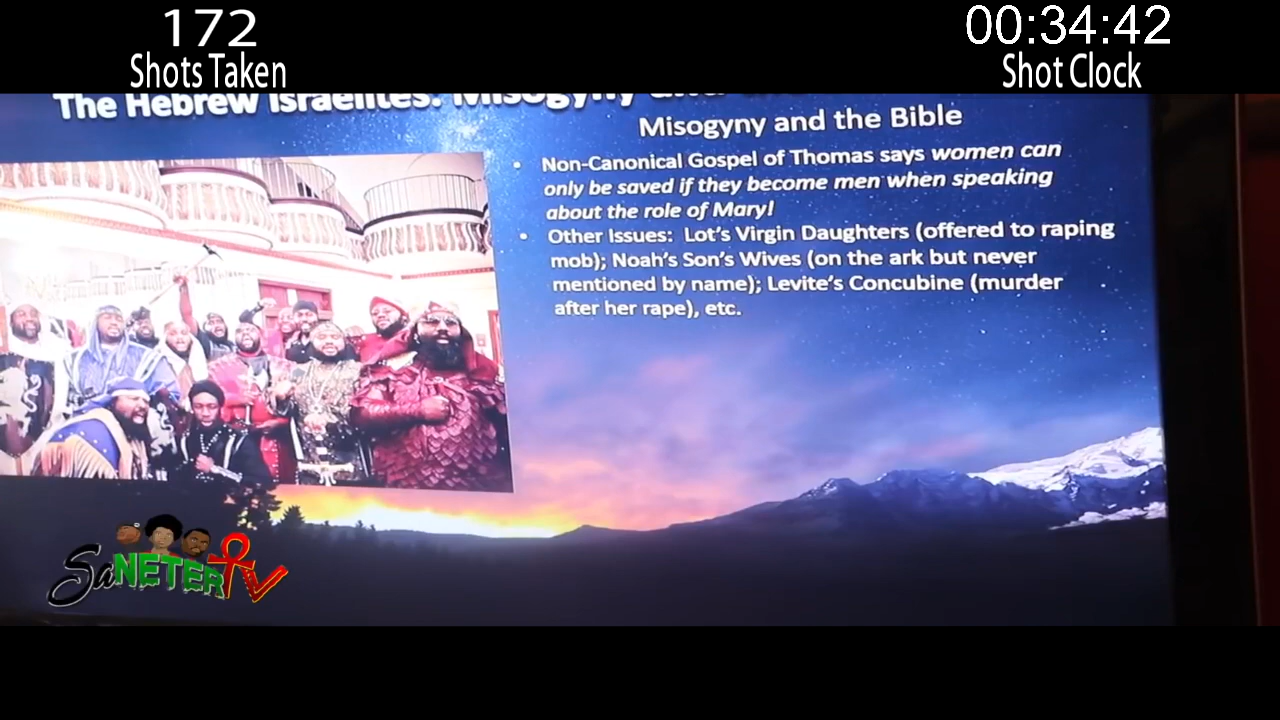 172
Shots Taken
00:34:42
Shot Clock
The Hebrew Israelites: Misogyny and
Misogyny and the Bible
• Non-Canonical Gospel of Thomas says women can
only be saved if they become men when speaking
about the role of Mary!
• Other Issues: Lot's Virgin Daughters (offered to raping
mob); Noah's Son's Wives (on the ark but never
mentioned by name); Levite's Concubine (murder
after her rape), etc.
SaNETERTV